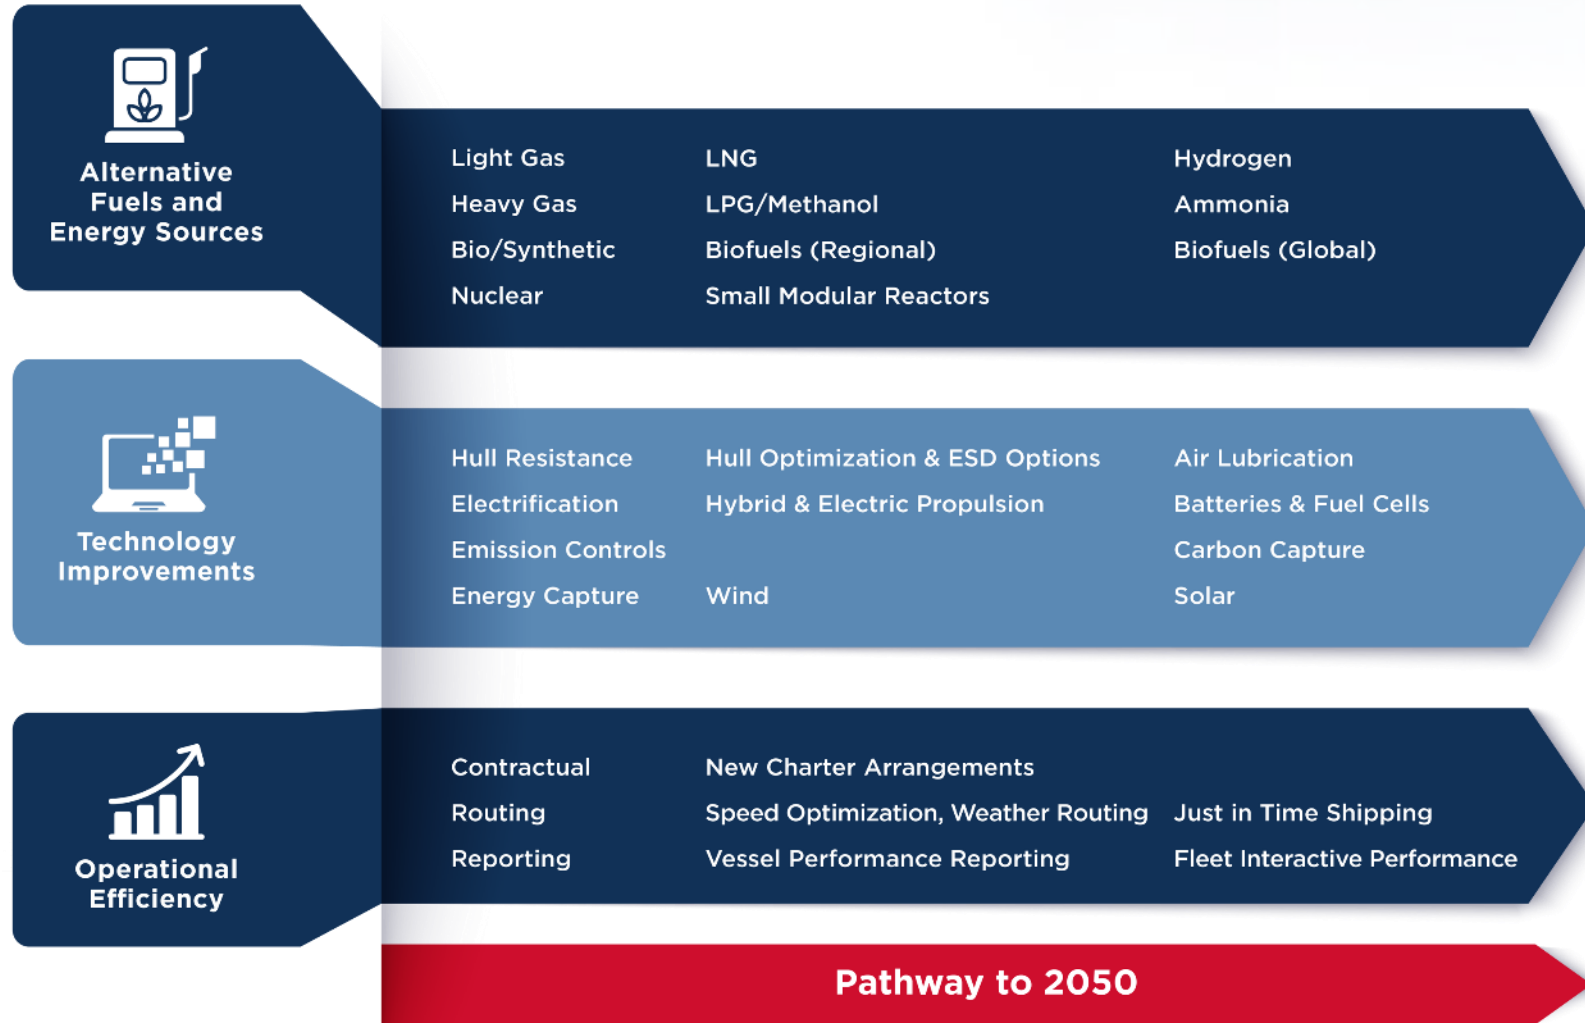 Alternative
Fuels and
Energy Sources
Light Gas LNG Hydrogen
Heavy Gas LPG/Methanol Ammonia
Bio/Synthetic Biofuels (Regional) Biofuels (Global)
Nuclear Small Modular Reactors
Technology
Improvements
Hull Resistance Hull Optimization & ESD Options Air Lubrication
Electrification Hybrid & Electric Propulsion Batteries & Fuel Cells
Emission Controls Carbon Capture
Energy Capture Wind Solar
Operational
Efficiency
Contractual New Charter Arrangements
Routing Speed Optimization, Weather Routing Just in Time Shipping
Reporting Vessel Performance Reporting Fleet Interactive Performance
Pathway to 2050